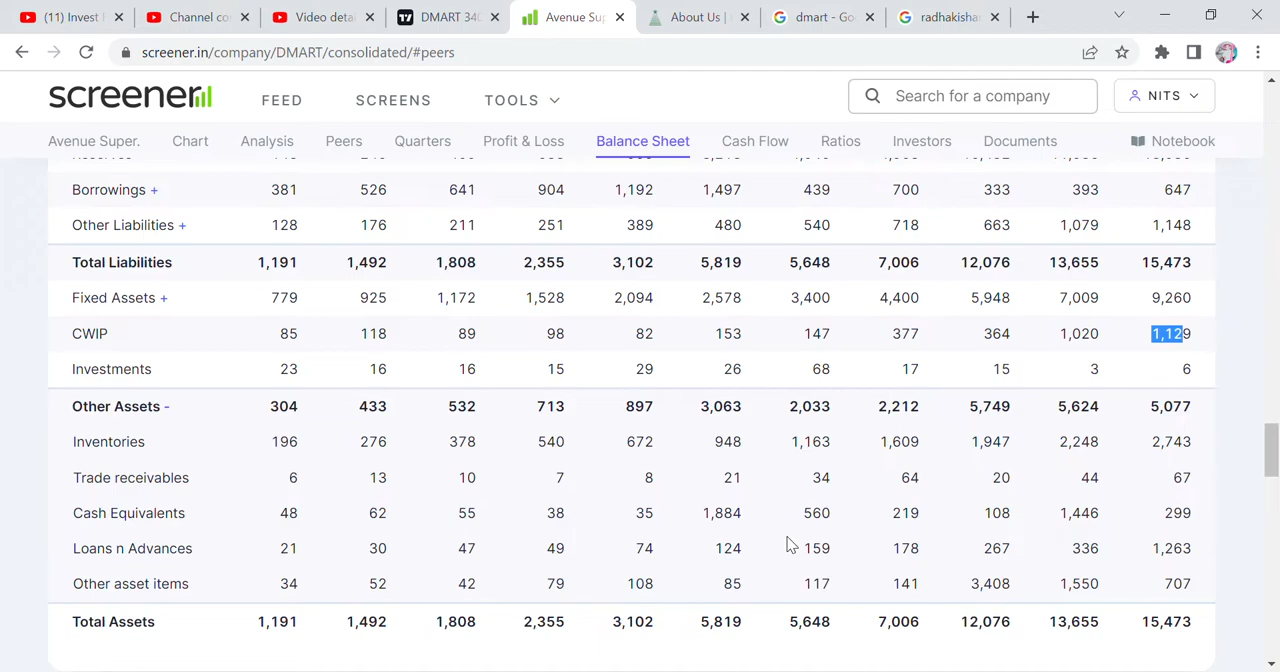 (11) Invest
Channel co
Video detai
DMART 340
Avenue Sup
About Us |
dmart - Go
radhakisha
screener.in/company/DMART/consolidated/#peers
screener
FEED SCREENS TOOLS
Search for a company
NITS
Avenue Super. Chart Analysis Peers Quarters Profit & Loss Balance Sheet Cash Flow Ratios Investors Documents Notebook
Borrowings + 381 526 641 904 1,192 1,497 439 700 333 393 647
Other Liabilities + 128 176 211 251 389 480 540 718 663 1,079 1,148
Total Liabilities 1,191 1,492 1,808 2,355 3,102 5,819 5,648 7,006 12,076 13,655 15,473
Fixed Assets + 779 925 1,172 1,528 2,094 2,578 3,400 4,400 5,948 7,009 9,260
CWIP 85 118 89 98 82 153 147 377 364 1,020 1,129
Investments 23 16 16 15 29 26 68 17 15 3 6
Other Assets - 304 433 532 713 897 3,063 2,033 2,212 5,749 5,624 5,077
Inventories 196 276 378 540 672 948 1,163 1,609 1,947 2,248 2,743
Trade receivables 6 13 10 7 8 21 34 64 20 44 67
Cash Equivalents 48 62 55 38 35 1,884 560 219 108 1,446 299
Loans n Advances 21 30 47 49 74 124 159 178 267 336 1,263
Other asset items 34 52 42 79 108 85 117 141 3,408 1,550 707
Total Assets 1,191 1,492 1,808 2,355 3,102 5,819 5,648 7,006 12,076 13,655 15,473